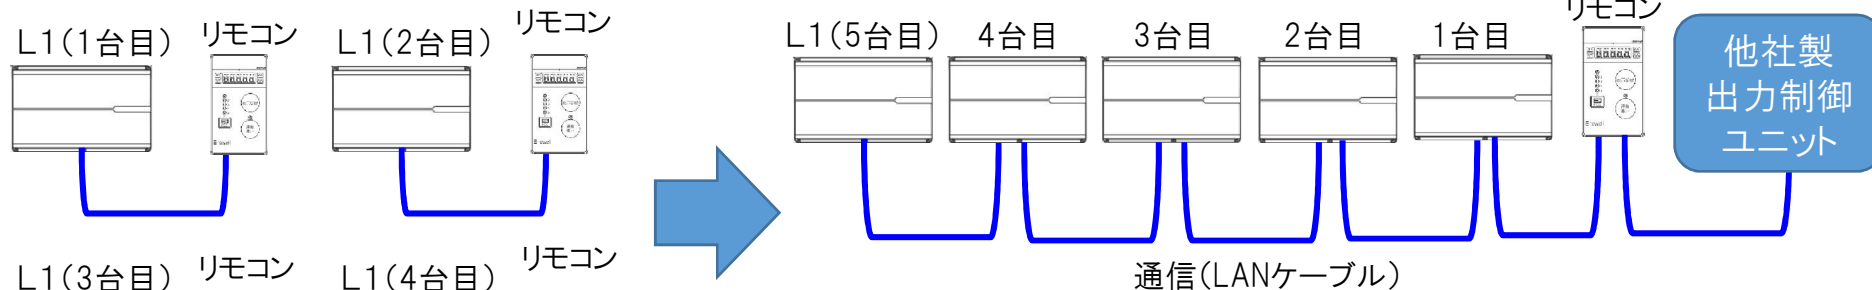 L1(1台目)
リモコン
L1(2台目)
リモコン
L1(3台目)
リモコン
L1(4台目)
リモコン
L1(5台目)
4台目
3台目
2台目
1台目
リモコン
他社製
出力制御
ユニット
通信(LANケーブル)